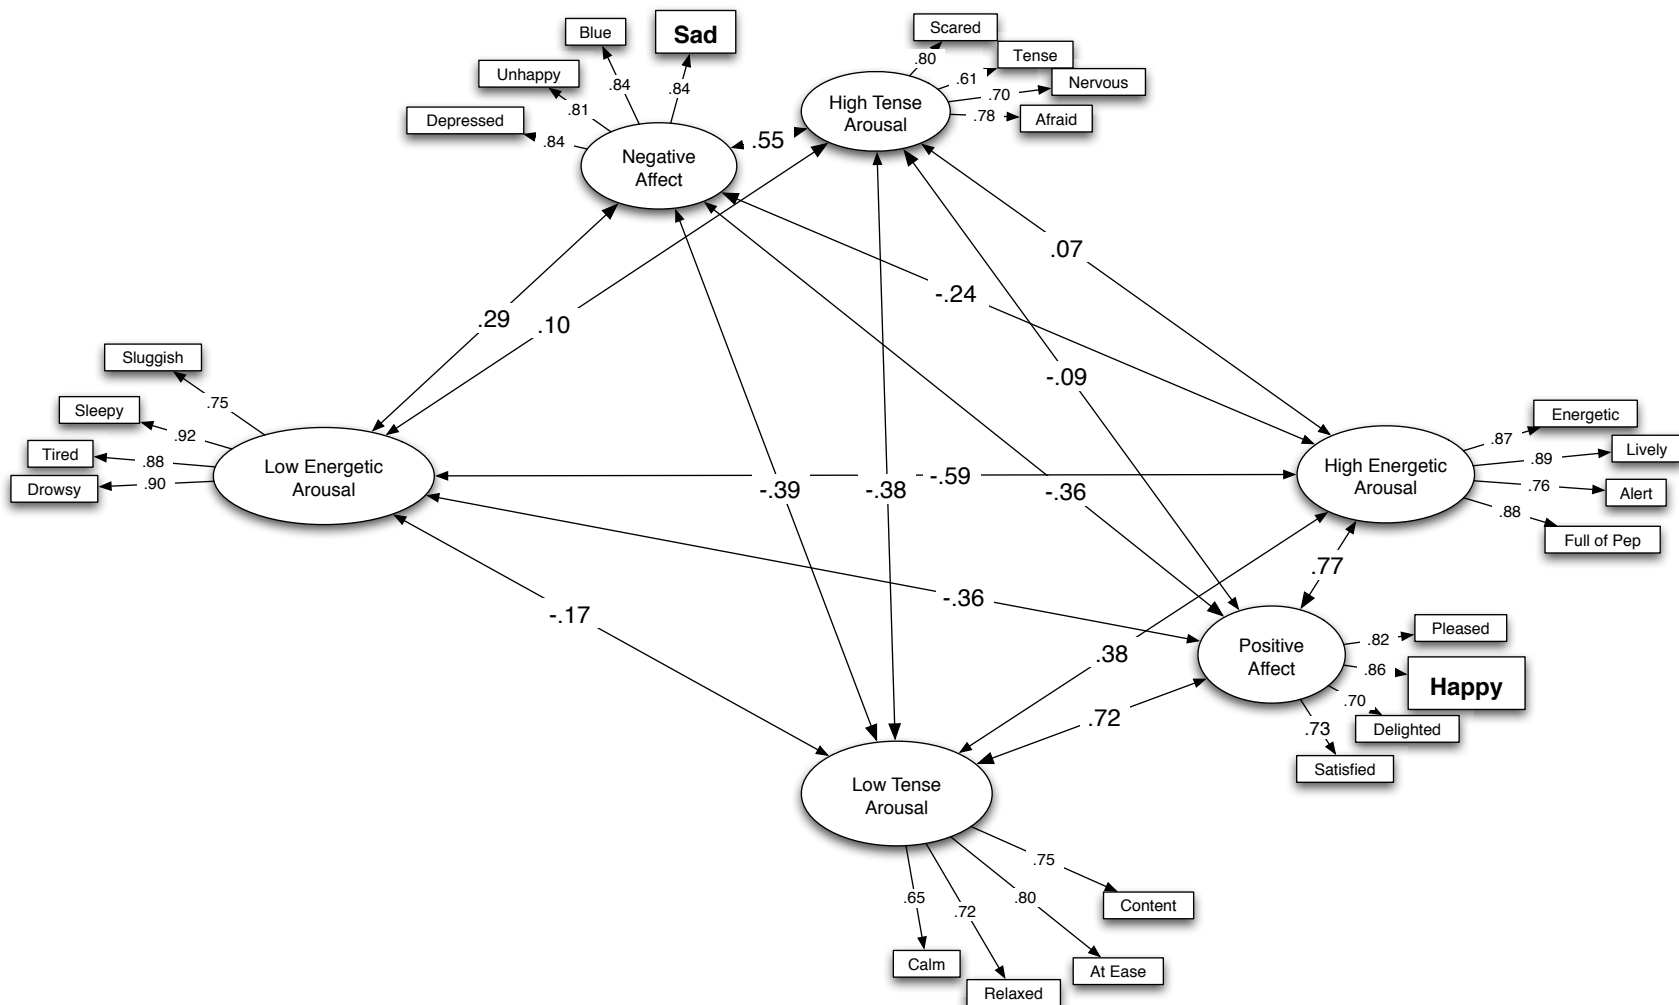 Scared
Blue
Sad
Tense
.80
Unhappy
.61
Nervous
.84
.84
.70
High Tense
Arousal
.81
.78
Afraid
Depressed
.84
.55
Negative
Affect
.07
-.24
.29
.10
Sluggish
-.09
.75
Sleepy
Energetic
.92
.87
Tired
.88
Low Energetic
Arousal
High Energetic
Arousal
.89
Lively
Drowsy
.90
-.59
-.39
-.38
-.36
.76
Alert
.88
Full of Pep
.77
-.36
-.17
Pleased
.82
Positive
Affect
.38
.86
Happy
.70
.72
.73
Delighted
Satisfied
Low Tense
Arousal
.75
.65
.72
.80
Content
Calm
At Ease
Relaxed